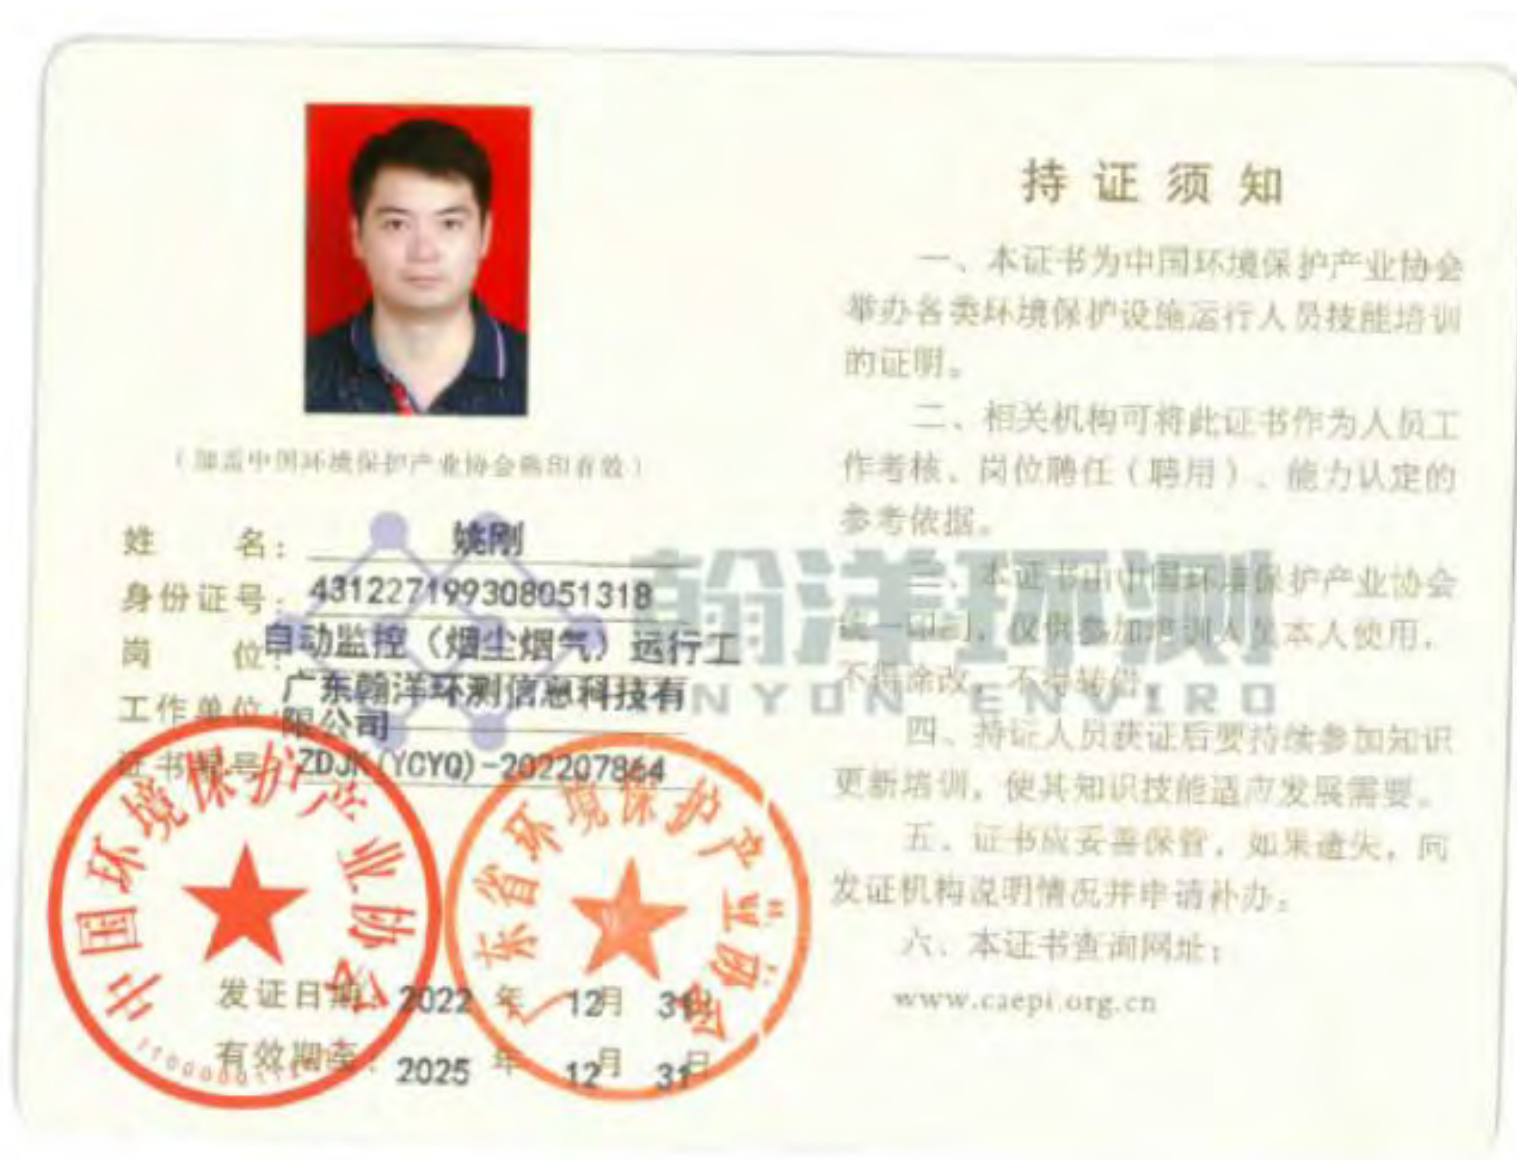 （加盖中国环境保护产业协会钢印有效）
姓 名：姚刚
身份证号：431227199308051318
岗 位：自动监控（烟尘烟气）运行工
工作单位：广东翰洋环测信息科技有
限公司
证书编号：ZDJK(YCYQ)-202207864
中国环境保护产业协会
广东省环境保护产业协会
发证日期：2022 年 12月 31日
有效期至：2025 年 12月 31日
持证须知
一、本证书为中国环境保护产业协会
举办各类环境保护设施运行人员技能培训
的证明。
二、相关机构可将此证书作为人员工
作考核、岗位聘任（聘用）、能力认定的
参考依据。
三、本证书由中国环境保护产业协会
统一印制，仅供参加培训人员本人使用，
不得涂改，不得转借。
四、持证人员获证后要持续参加知识
更新培训，使其知识技能适应发展需要。
五、证书应妥善保管，如果遗失，向
发证机构说明情况并申请补办。
六、本证书查询网址：
www.caepi.org.cn
翰洋环测
NYON ENVIRO